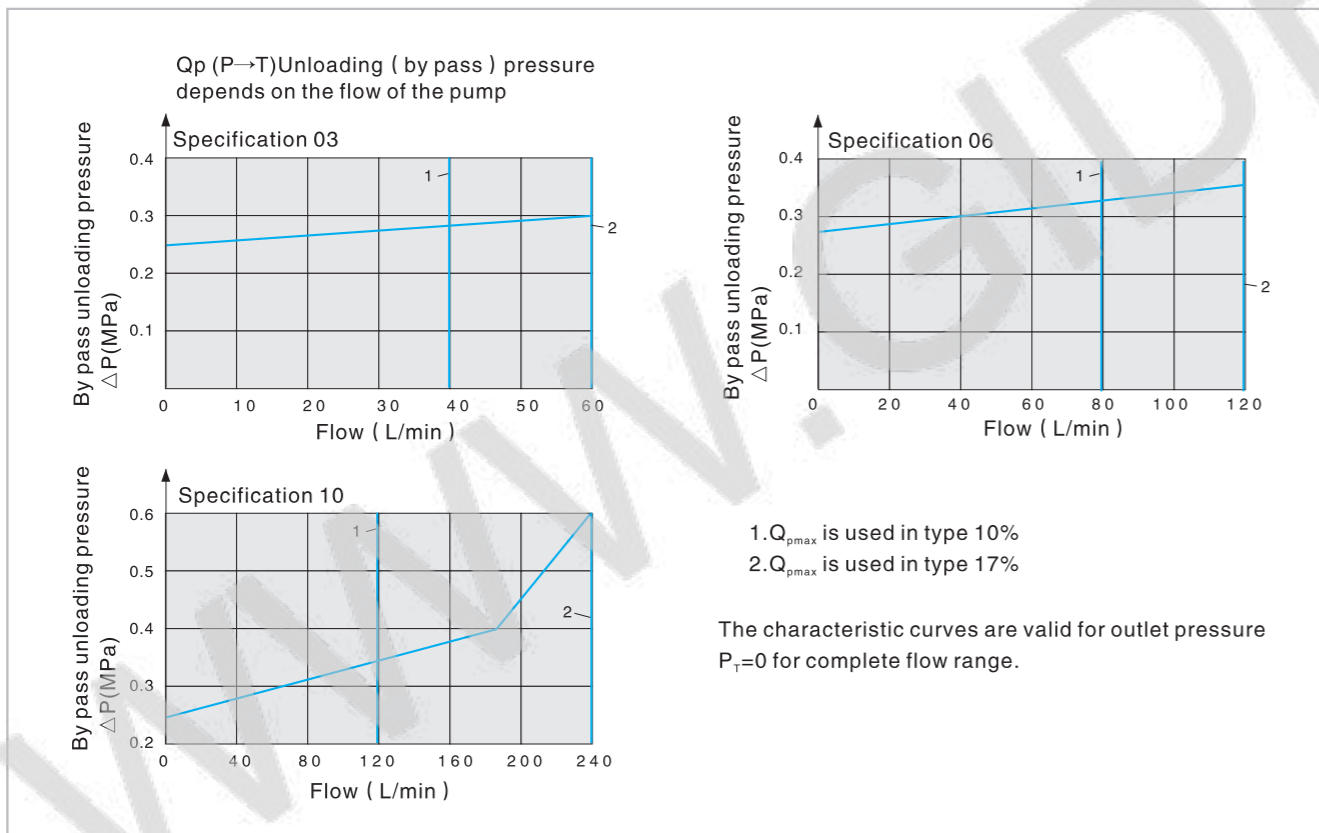 Qp (P→T)Unloading ( by pass ) pressure
depends on the flow of the pump
Specification 03
By pass unloading pressure
△P(MPa)
0.4
0.3
0.2
0.1
1
2
0 10 20 30 40 50 60
Flow ( L/min )
Specification 06
By pass unloading pressure
△P(MPa)
0.4
0.3
0.2
0.1
1
2
0 20 40 60 80 100 120
Flow ( L/min )
Specification 10
By pass unloading pressure
△P(MPa)
0.6
0.5
0.4
0.3
0.2
1
2
0 40 80 120 160 200 240
Flow ( L/min )
1.Qpmax is used in type 10%
2.Qpmax is used in type 17%
The characteristic curves are valid for outlet pressure
PT=0 for complete flow range.